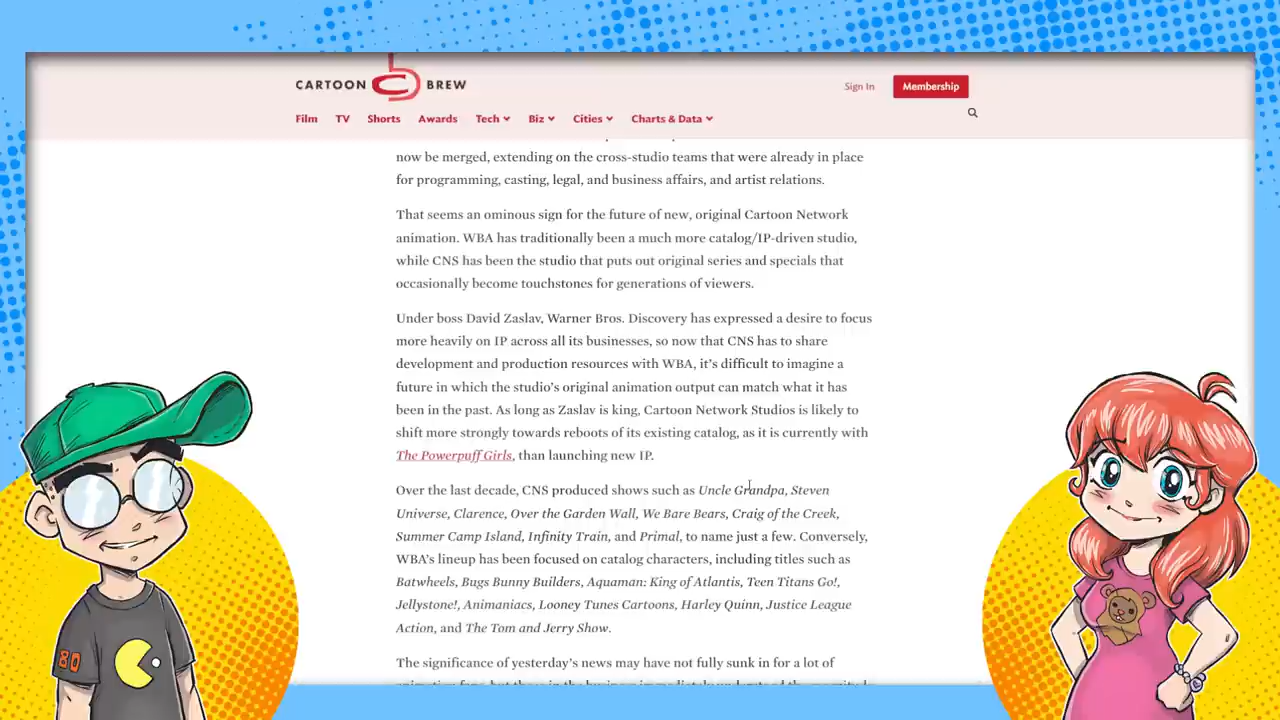 CARTOON BREW
Sign In
Membership
Film TV Shorts Awards Tech Biz Cities Charts & Data
now be merged, extending on the cross-studio teams that were already in place
for programming, casting, legal, and business affairs, and artist relations.
That seems an ominous sign for the future of new, original Cartoon Network
animation. WBA has traditionally been a much more catalog/IP-driven studio,
while CNS has been the studio that puts out original series and specials that
occasionally become touchstones for generations of viewers.
Under boss David Zaslav, Warner Bros. Discovery has expressed a desire to focus
more heavily on IP across all its businesses, so now that CNS has to share
development and production resources with WBA, it's difficult to imagine a
future in which the studio's original animation output can match what it has
been in the past. As long as Zaslav is king, Cartoon Network Studios is likely to
shift more strongly towards reboots of its existing catalog, as it is currently with
The Powerpuff Girls, than launching new IP.
Over the last decade, CNS produced shows such as Uncle Grandpa, Steven
Universe, Clarence, Over the Garden Wall, We Bare Bears, Craig of the Creek,
Summer Camp Island, Infinity Train, and Primal, to name just a few. Conversely,
WBA's lineup has been focused on catalog characters, including titles such as
Batwheels, Bugs Bunny Builders, Aquaman: King of Atlantis, Teen Titans Go!,
Jellystone!, Animaniacs, Looney Tunes Cartoons, Harley Quinn, Justice League
Action, and The Tom and Jerry Show.
The significance of yesterday's news may have not fully sunk in for a lot of
80